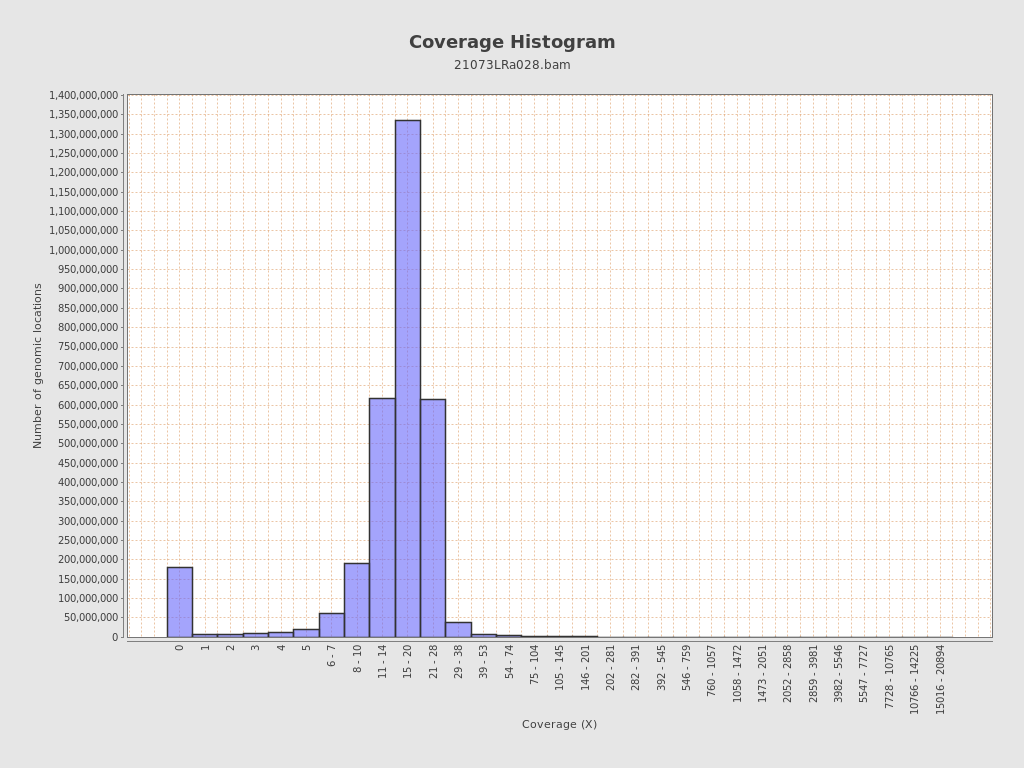 Coverage Histogram
21073LRa028.bam
1,400,000,000
1,350,000,000
1,300,000,000
1,250,000,000
1,200,000,000
1,150,000,000
1,100,000,000
1,050,000,000
1,000,000,000
950,000,000
900,000,000
850,000,000
800,000,000
750,000,000
700,000,000
650,000,000
600,000,000
550,000,000
500,000,000
450,000,000
400,000,000
350,000,000
300,000,000
250,000,000
200,000,000
150,000,000
100,000,000
50,000,000
0
Number of genomic locations
0
1
2
3
4
5
6 - 7
8 - 10
11 - 14
15 - 20
21 - 28
29 - 38
39 - 53
54 - 74
75 - 104
105 - 145
146 - 201
202 - 281
282 - 391
392 - 545
546 - 759
760 - 1057
1058 - 1472
1473 - 2051
2052 - 2858
2859 - 3981
3982 - 5546
5547 - 7727
7728 - 10765
10766 - 14225
15016 - 20894
Coverage (X)